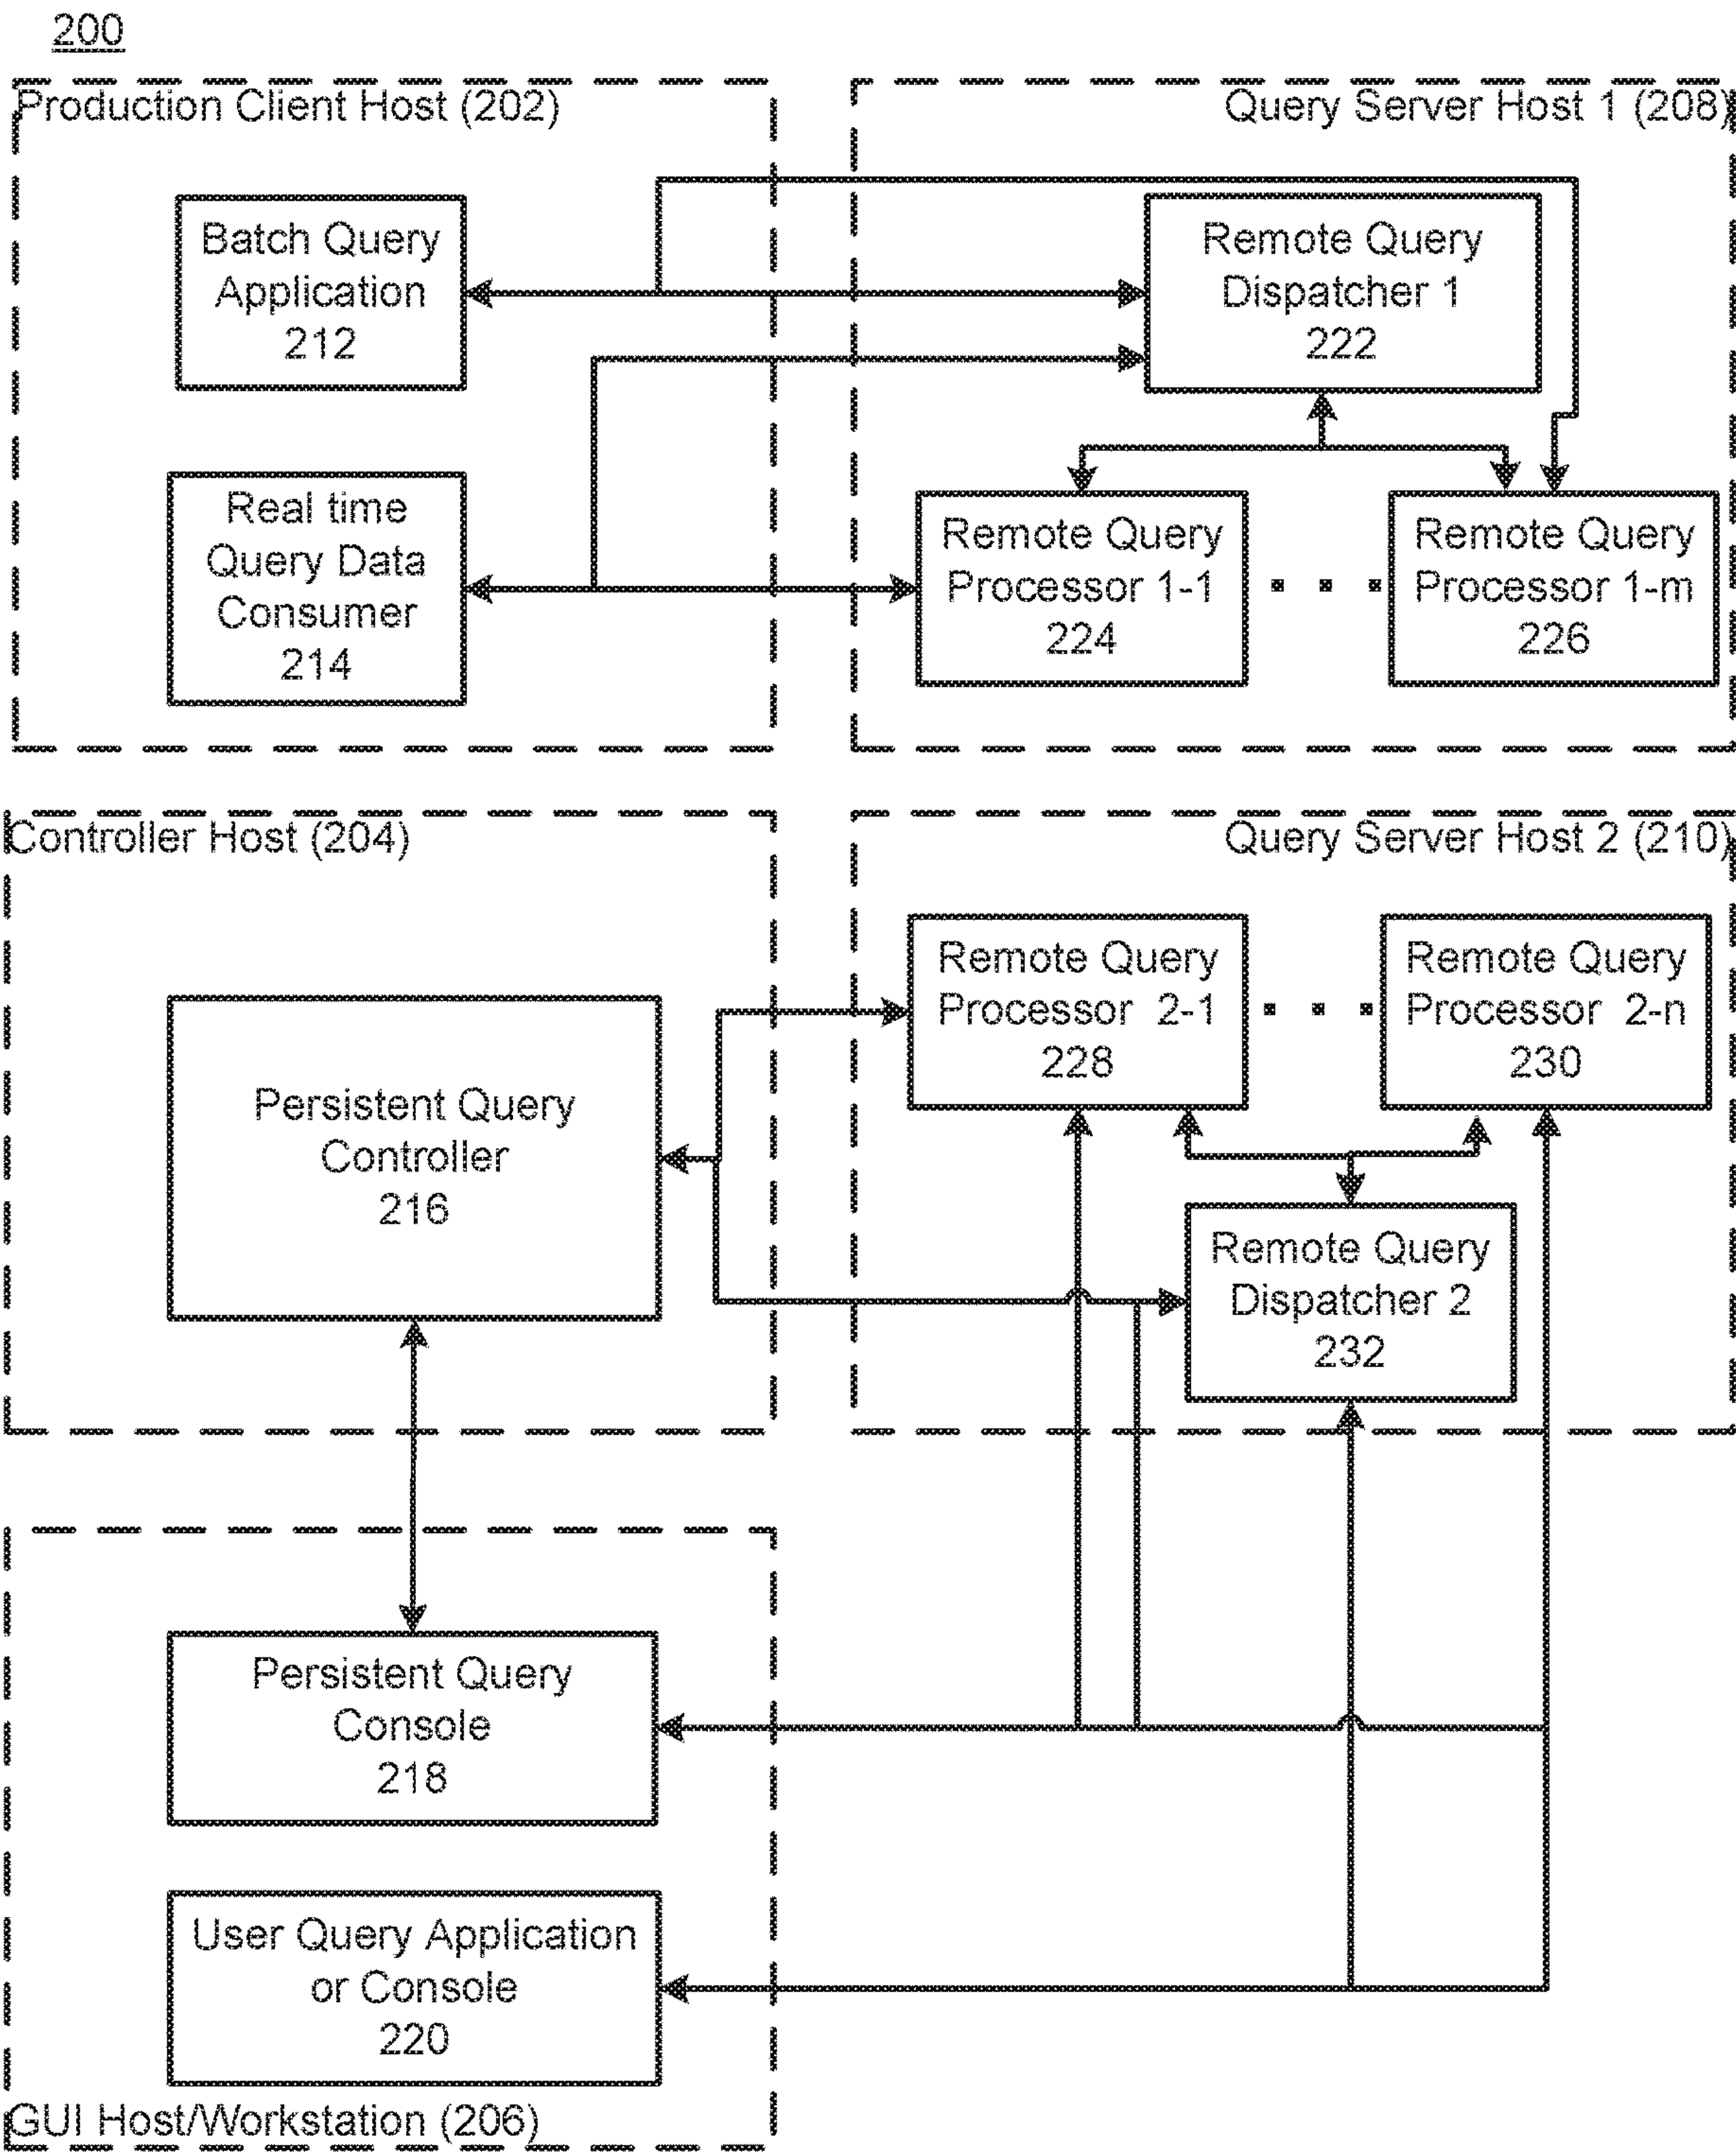 200
Production Client Host (202)
Query Server Host 1 (208)
Batch Query
Application
212
Remote Query
Dispatcher 1
222
Real time
Query Data
Consumer
214
Remote Query
Processor 1-1
224
Remote Query
Processor 1-m
226
Controller Host (204)
Query Server Host 2 (210)
Remote Query
Processor 2-1
228
Remote Query
Processor 2-n
230
Persistent Query
Controller
216
Remote Query
Dispatcher 2
232
Persistent Query
Console
218
User Query Application
or Console
220
GUI Host/Workstation (206)